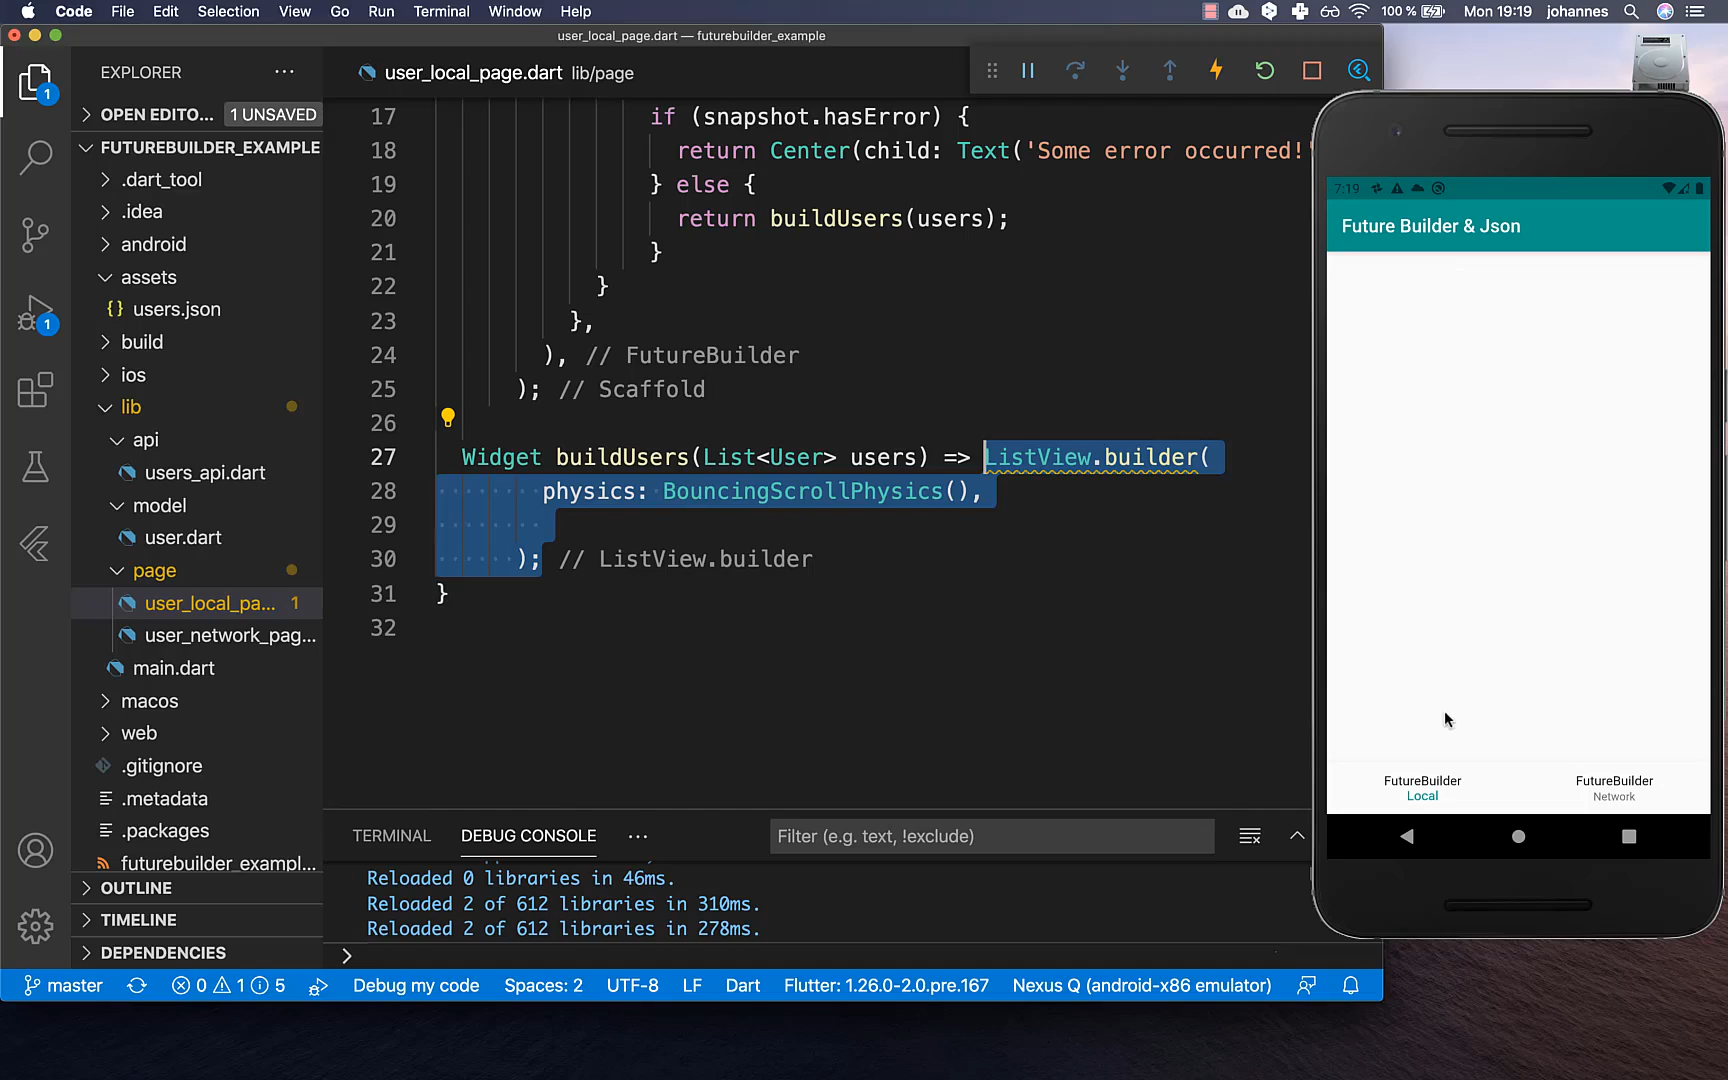 Code File Edit Selection View Go Run Terminal Window Help
100 % Mon 19:19 johannes
user_local_page.dart — futurebuilder_example
EXPLORER
OPEN EDITO... 1 UNSAVED
FUTUREBUILDER_EXAMPLE
.dart_tool
.idea
android
assets
{} users.json
build
ios
lib
api
users_api.dart
model
user.dart
page
user_local_pa... 1
user_network_pag...
main.dart
macos
web
.gitignore
.metadata
.packages
futurebuilder_exampl...
OUTLINE
TIMELINE
DEPENDENCIES
1
1
user_local_page.dart lib/page
17 if (snapshot.hasError) {
18 return Center(child: Text('Some error occurred!'
19 } else {
20 return buildUsers(users);
21 }
22 }
23 },
24 ), // FutureBuilder
25 ); // Scaffold
26
27 Widget buildUsers(List<User> users) => ListView.builder(
28 physics: BouncingScrollPhysics(),
29
30 ); // ListView.builder
31 }
32
TERMINAL DEBUG CONSOLE ... Filter (e.g. text, !exclude)
Reloaded 0 libraries in 46ms.
Reloaded 2 of 612 libraries in 310ms.
Reloaded 2 of 612 libraries in 278ms.
master 0 1 5 Debug my code Spaces: 2 UTF-8 LF Dart Flutter: 1.26.0-2.0.pre.167 Nexus Q (android-x86 emulator)
7:19
Future Builder & Json
FutureBuilder
Local
FutureBuilder
Network